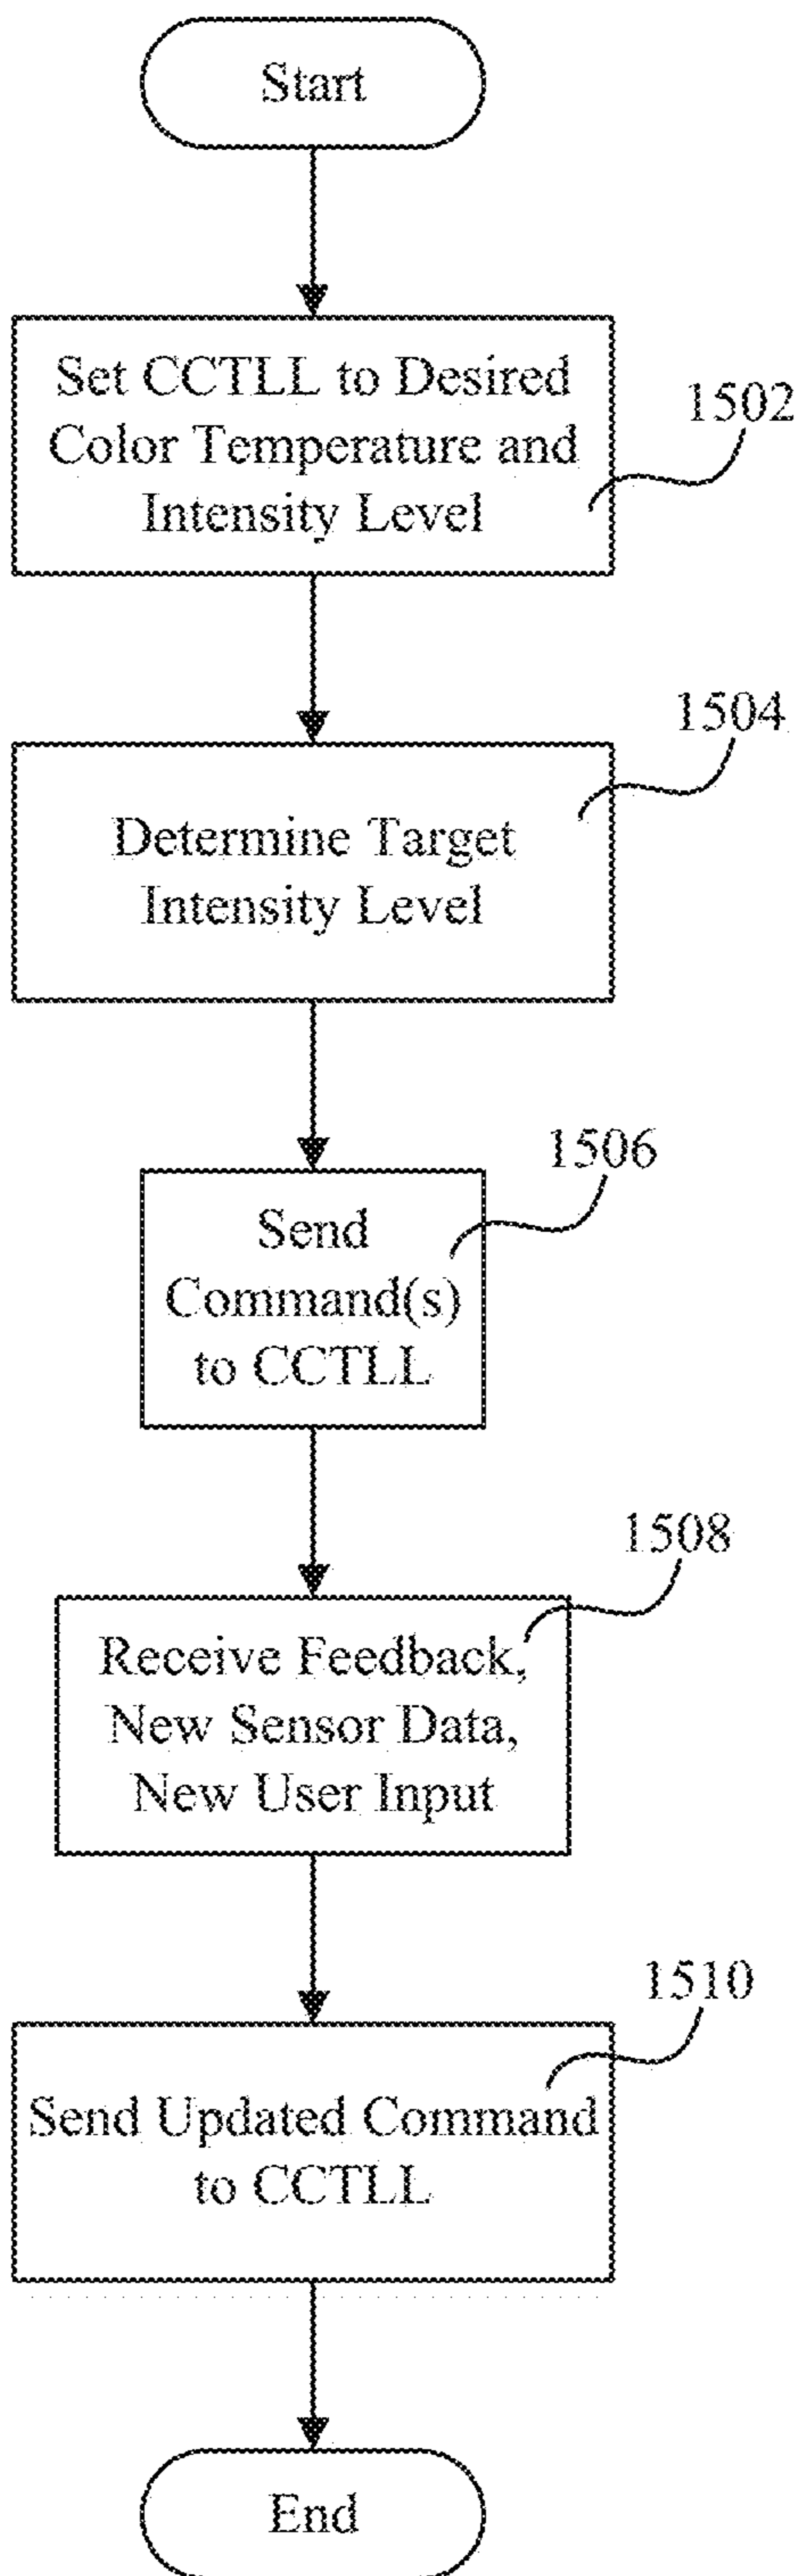 Start
Set CCTLL to Desired
Color Temperature and
Intensity Level
1502
Determine Target
Intensity Level
1504
Send
Command(s)
to CCTLL
1506
Receive Feedback,
New Sensor Data,
New User Input
1508
Send Updated Command
to CCTLL
1510
End